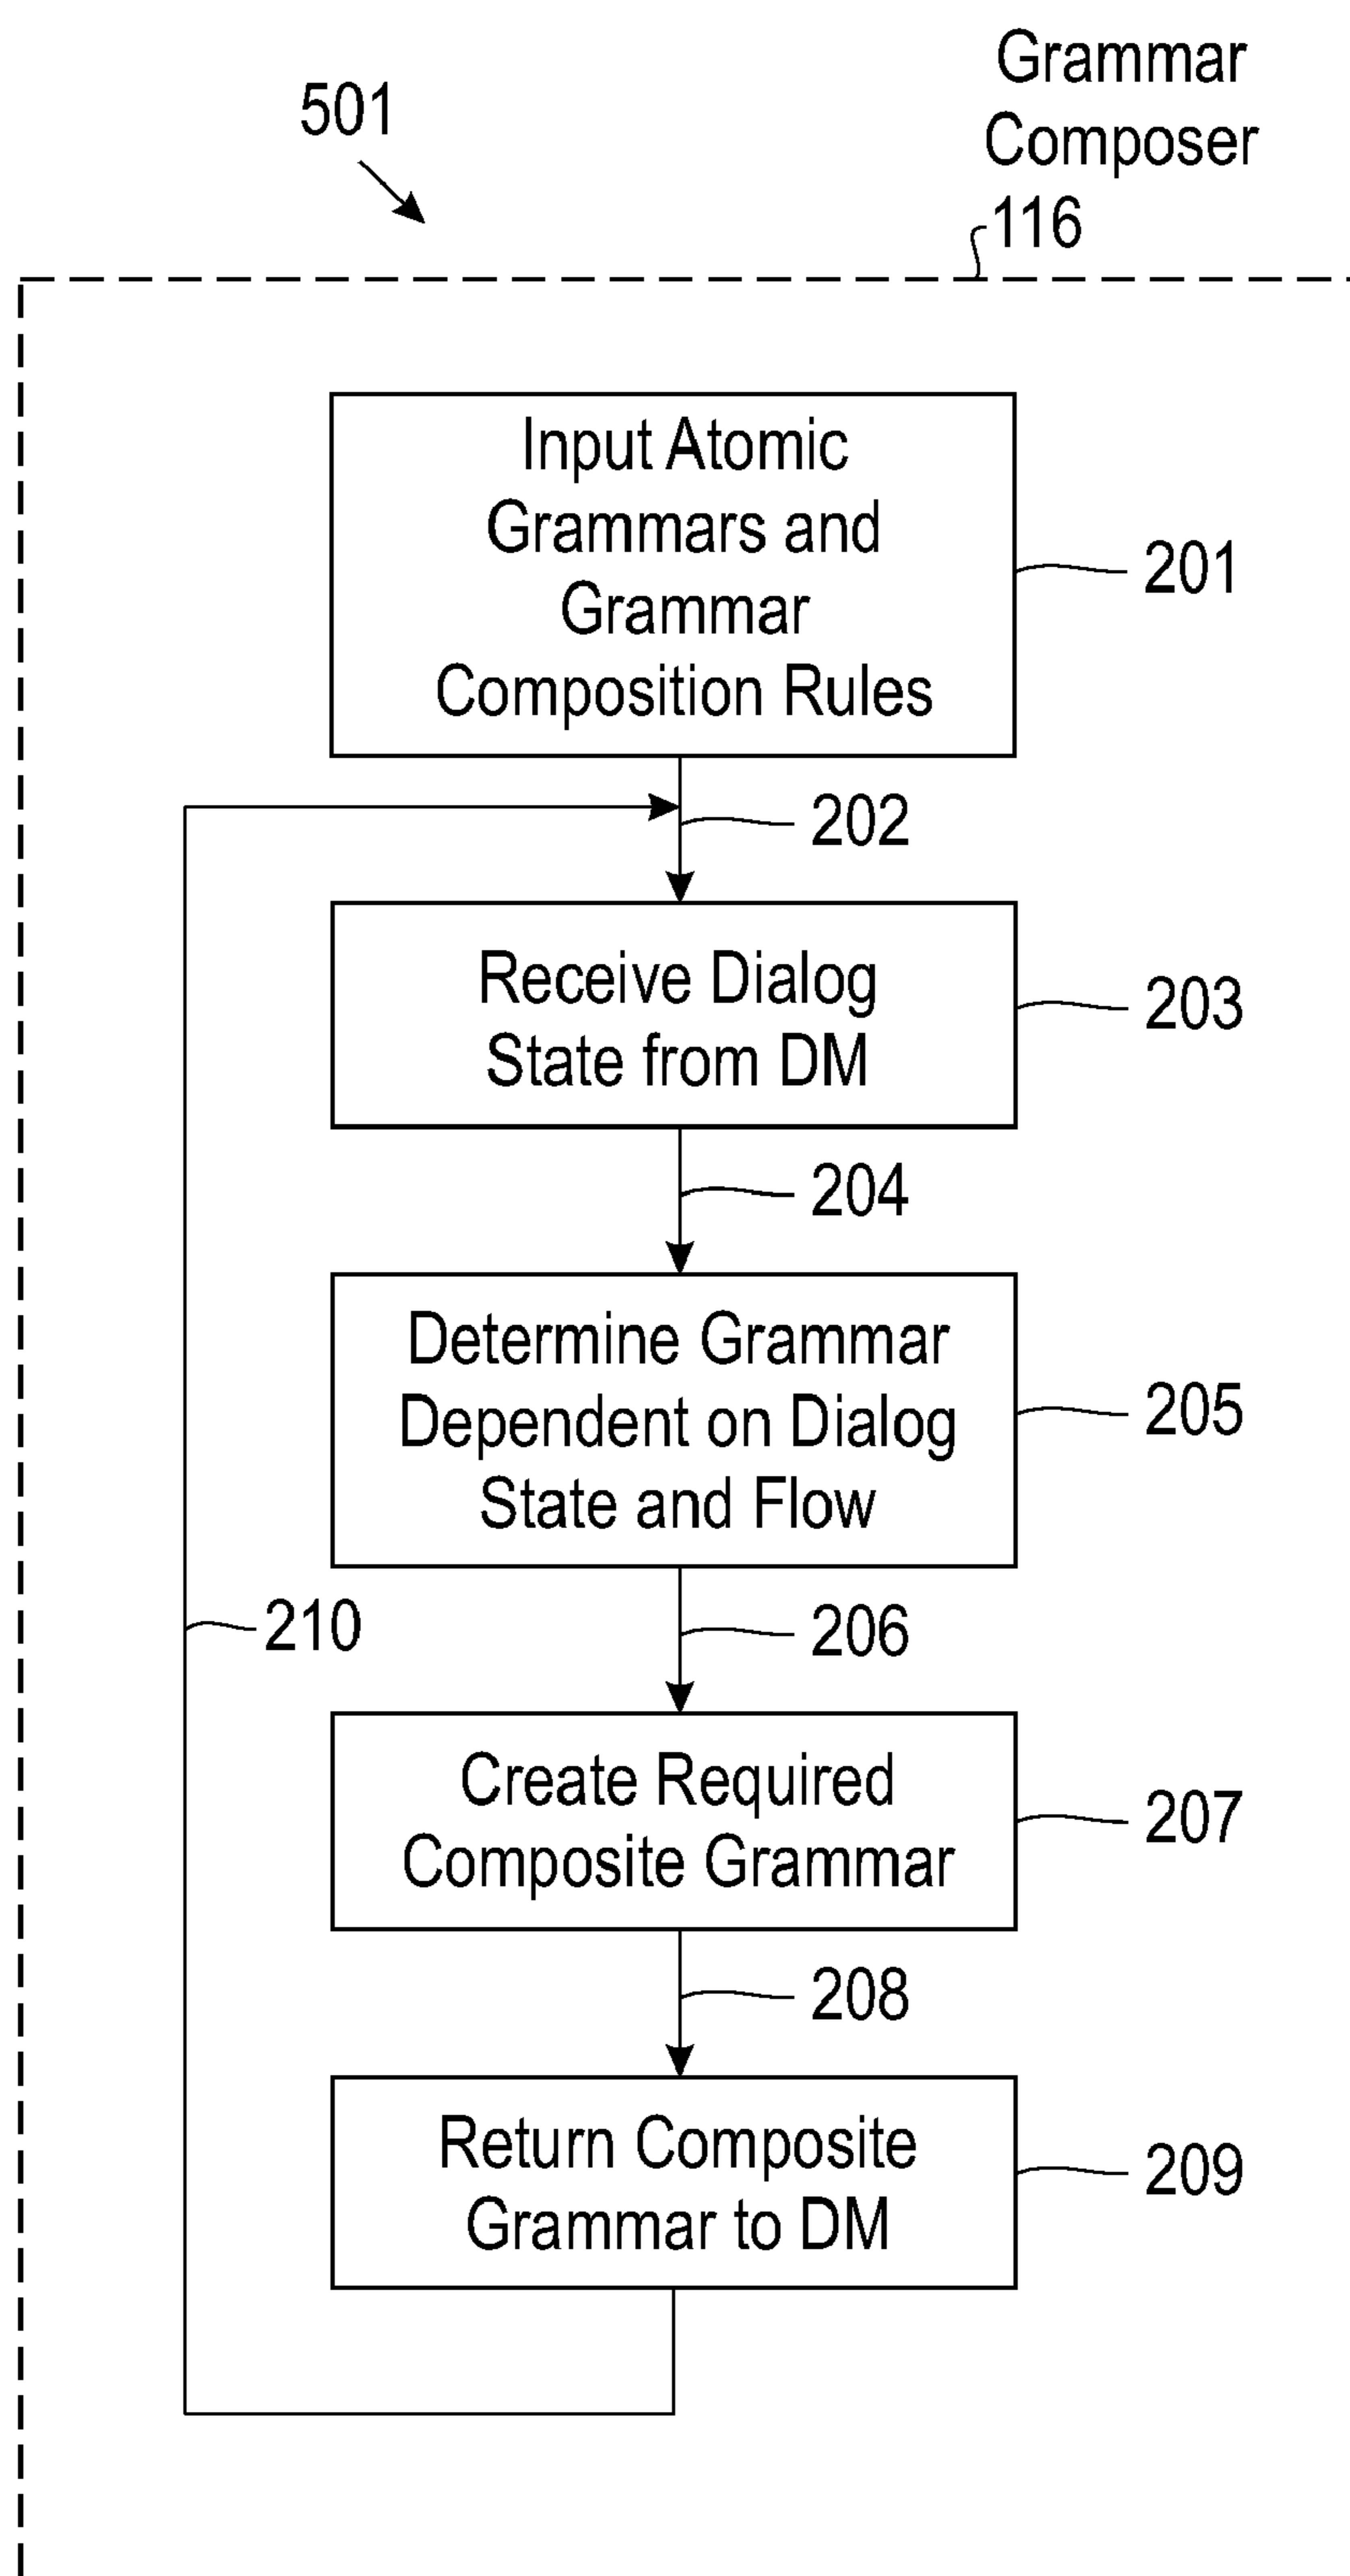 Grammar
Composer
116
501
Input Atomic
Grammars and
Grammar
Composition Rules
201
202
Receive Dialog
State from DM
203
204
Determine Grammar
Dependent on Dialog
State and Flow
205
206
210
Create Required
Composite Grammar
207
208
Return Composite
Grammar to DM
209